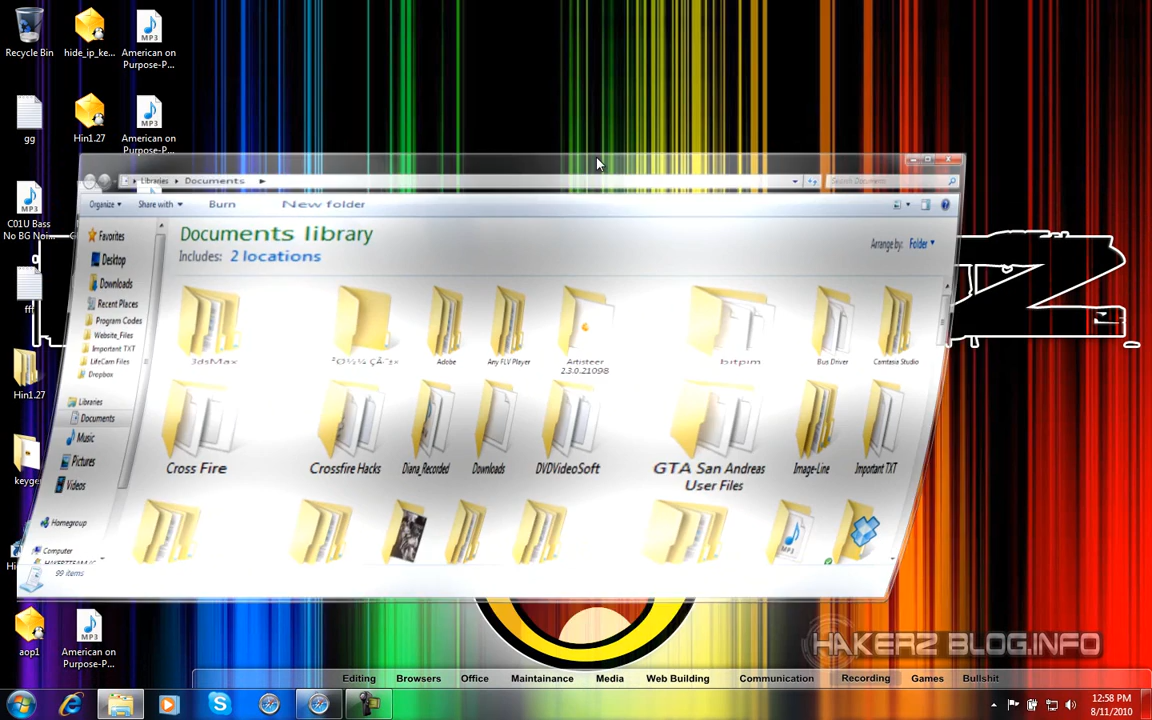 Recycle Bin
hide_ip_ke...
American on
Purpose-P...
gg
Hin1.27
American on
Purpose-P...
C01U Bass
No BG Noi...
fff
Hin1.27
keyge
aop1
American on
Purpose-P...
Libraries
Documents
Search Documents
Organize
Share with
Burn
New folder
Documents library
Includes: 2 locations
Arrange by: Folder
Favorites
Desktop
Downloads
Recent Places
Program Codes
Website_Files
Important TXT
LifeCam Files
Dropbox
Libraries
Documents
Music
Pictures
Videos
Homegroup
Computer
99 items
3dsMax
Adobe
Any FLV Player
Artisteer
2.3.0.21098
bitpim
Bus Driver
Camtasia Studio
Cross Fire
Crossfire Hacks
Diana_Recorded
Downloads
DVDVideoSoft
GTA San Andreas
User Files
Image-Line
Important TXT
HAKERZ BLOG.INFO
Editing
Browsers
Office
Maintainance
Media
Web Building
Communication
Recording
Games
Bullshit
12:58 PM
8/11/2010